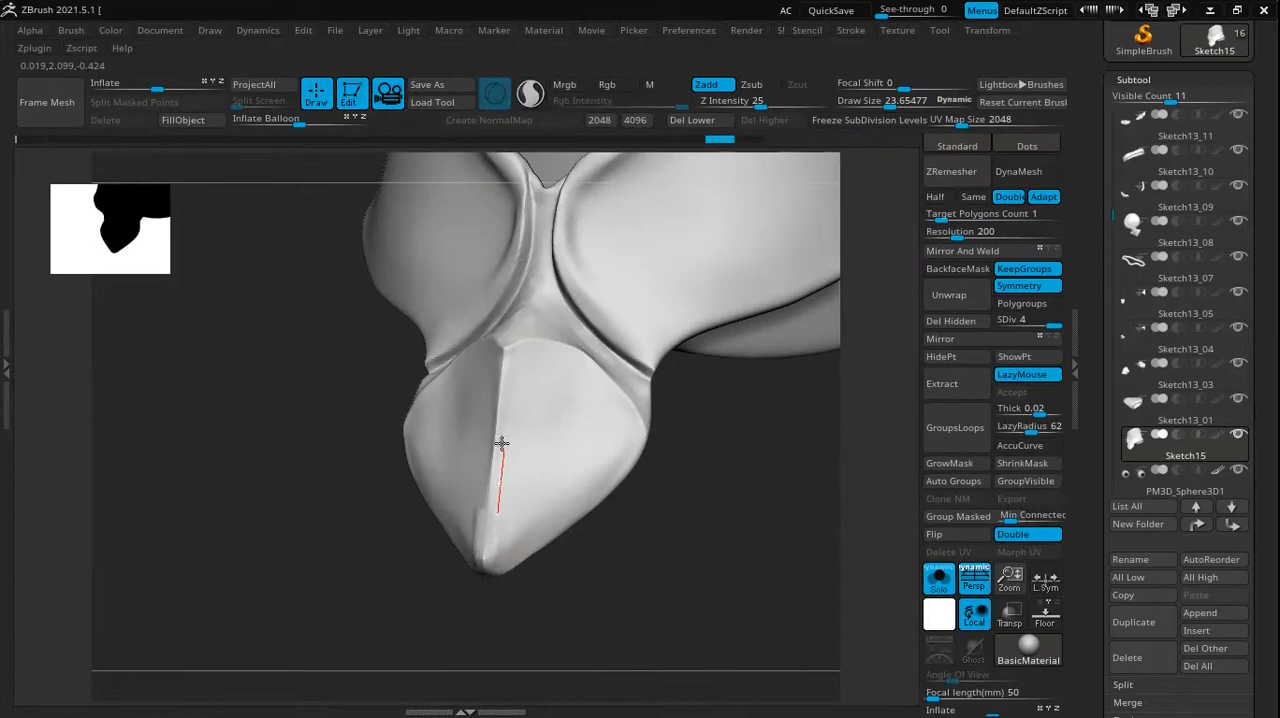 ZBrush 2021.5.1 [
AC
QuickSave
See-through 0
Menus
DefaultZScript
Alpha Brush Color Document Draw Dynamics Edit File Layer Light Macro Marker Material Movie Picker Preferences Render Stencil Stroke Texture Tool Transform
Zplugin Zscript Help
0.019,2.099,-0.424
Frame Mesh
Inflate
Split Masked Points
Delete
FillObject
ProjectAll
Split Screen
Inflate Balloon
Draw
Edit
Save As
Load Tool
Create NormalMap
Mrgb Rgb M
Rgb Intensity
2048 4096
Zadd Zsub Zcut
Z Intensity 25
Del Lower
Del Higher
Focal Shift 0
Draw Size 23.65477
Dynamic
Freeze SubDivision Levels
Lightbox▶Brushes
Reset Current Brus
UV Map Size 2048
SimpleBrush
16
Sketch15
Standard
Dots
ZRemesher
DynaMesh
Half Same Doubl Adapt
Target Polygons Count 1
Resolution 200
Mirror And Weld
BackfaceMask
KeepGroups
Unwrap
Symmetry
Polygroups
Del Hidden
SDiv 4
Mirror
HidePt
ShowPt
Extract
LazyMouse
Accept
Thick 0.02
GroupsLoops
LazyRadius 62
AccuCurve
GrowMask
ShrinkMask
Auto Groups
GroupVisible
Clone NM
Export
Group Masked
Min Connected
Flip
Double
Delete UV
Morph UV
Dynamic
Solo
Dynamic
Persp
Zoom
L.Sym
Local
Transp
Floor
Ghost
BasicMaterial
Angle Of View
Focal length(mm) 50
Inflate
Subtool
Visible Count 11
Sketch13_11
Sketch13_10
Sketch13_09
Sketch13_08
Sketch13_07
Sketch13_05
Sketch13_04
Sketch13_03
Sketch13_01
Sketch15
PM3D_Sphere3D1
List All
New Folder
Rename
AutoReorder
All Low
All High
Copy
Paste
Duplicate
Append
Insert
Delete
Del Other
Del All
Split
Merge